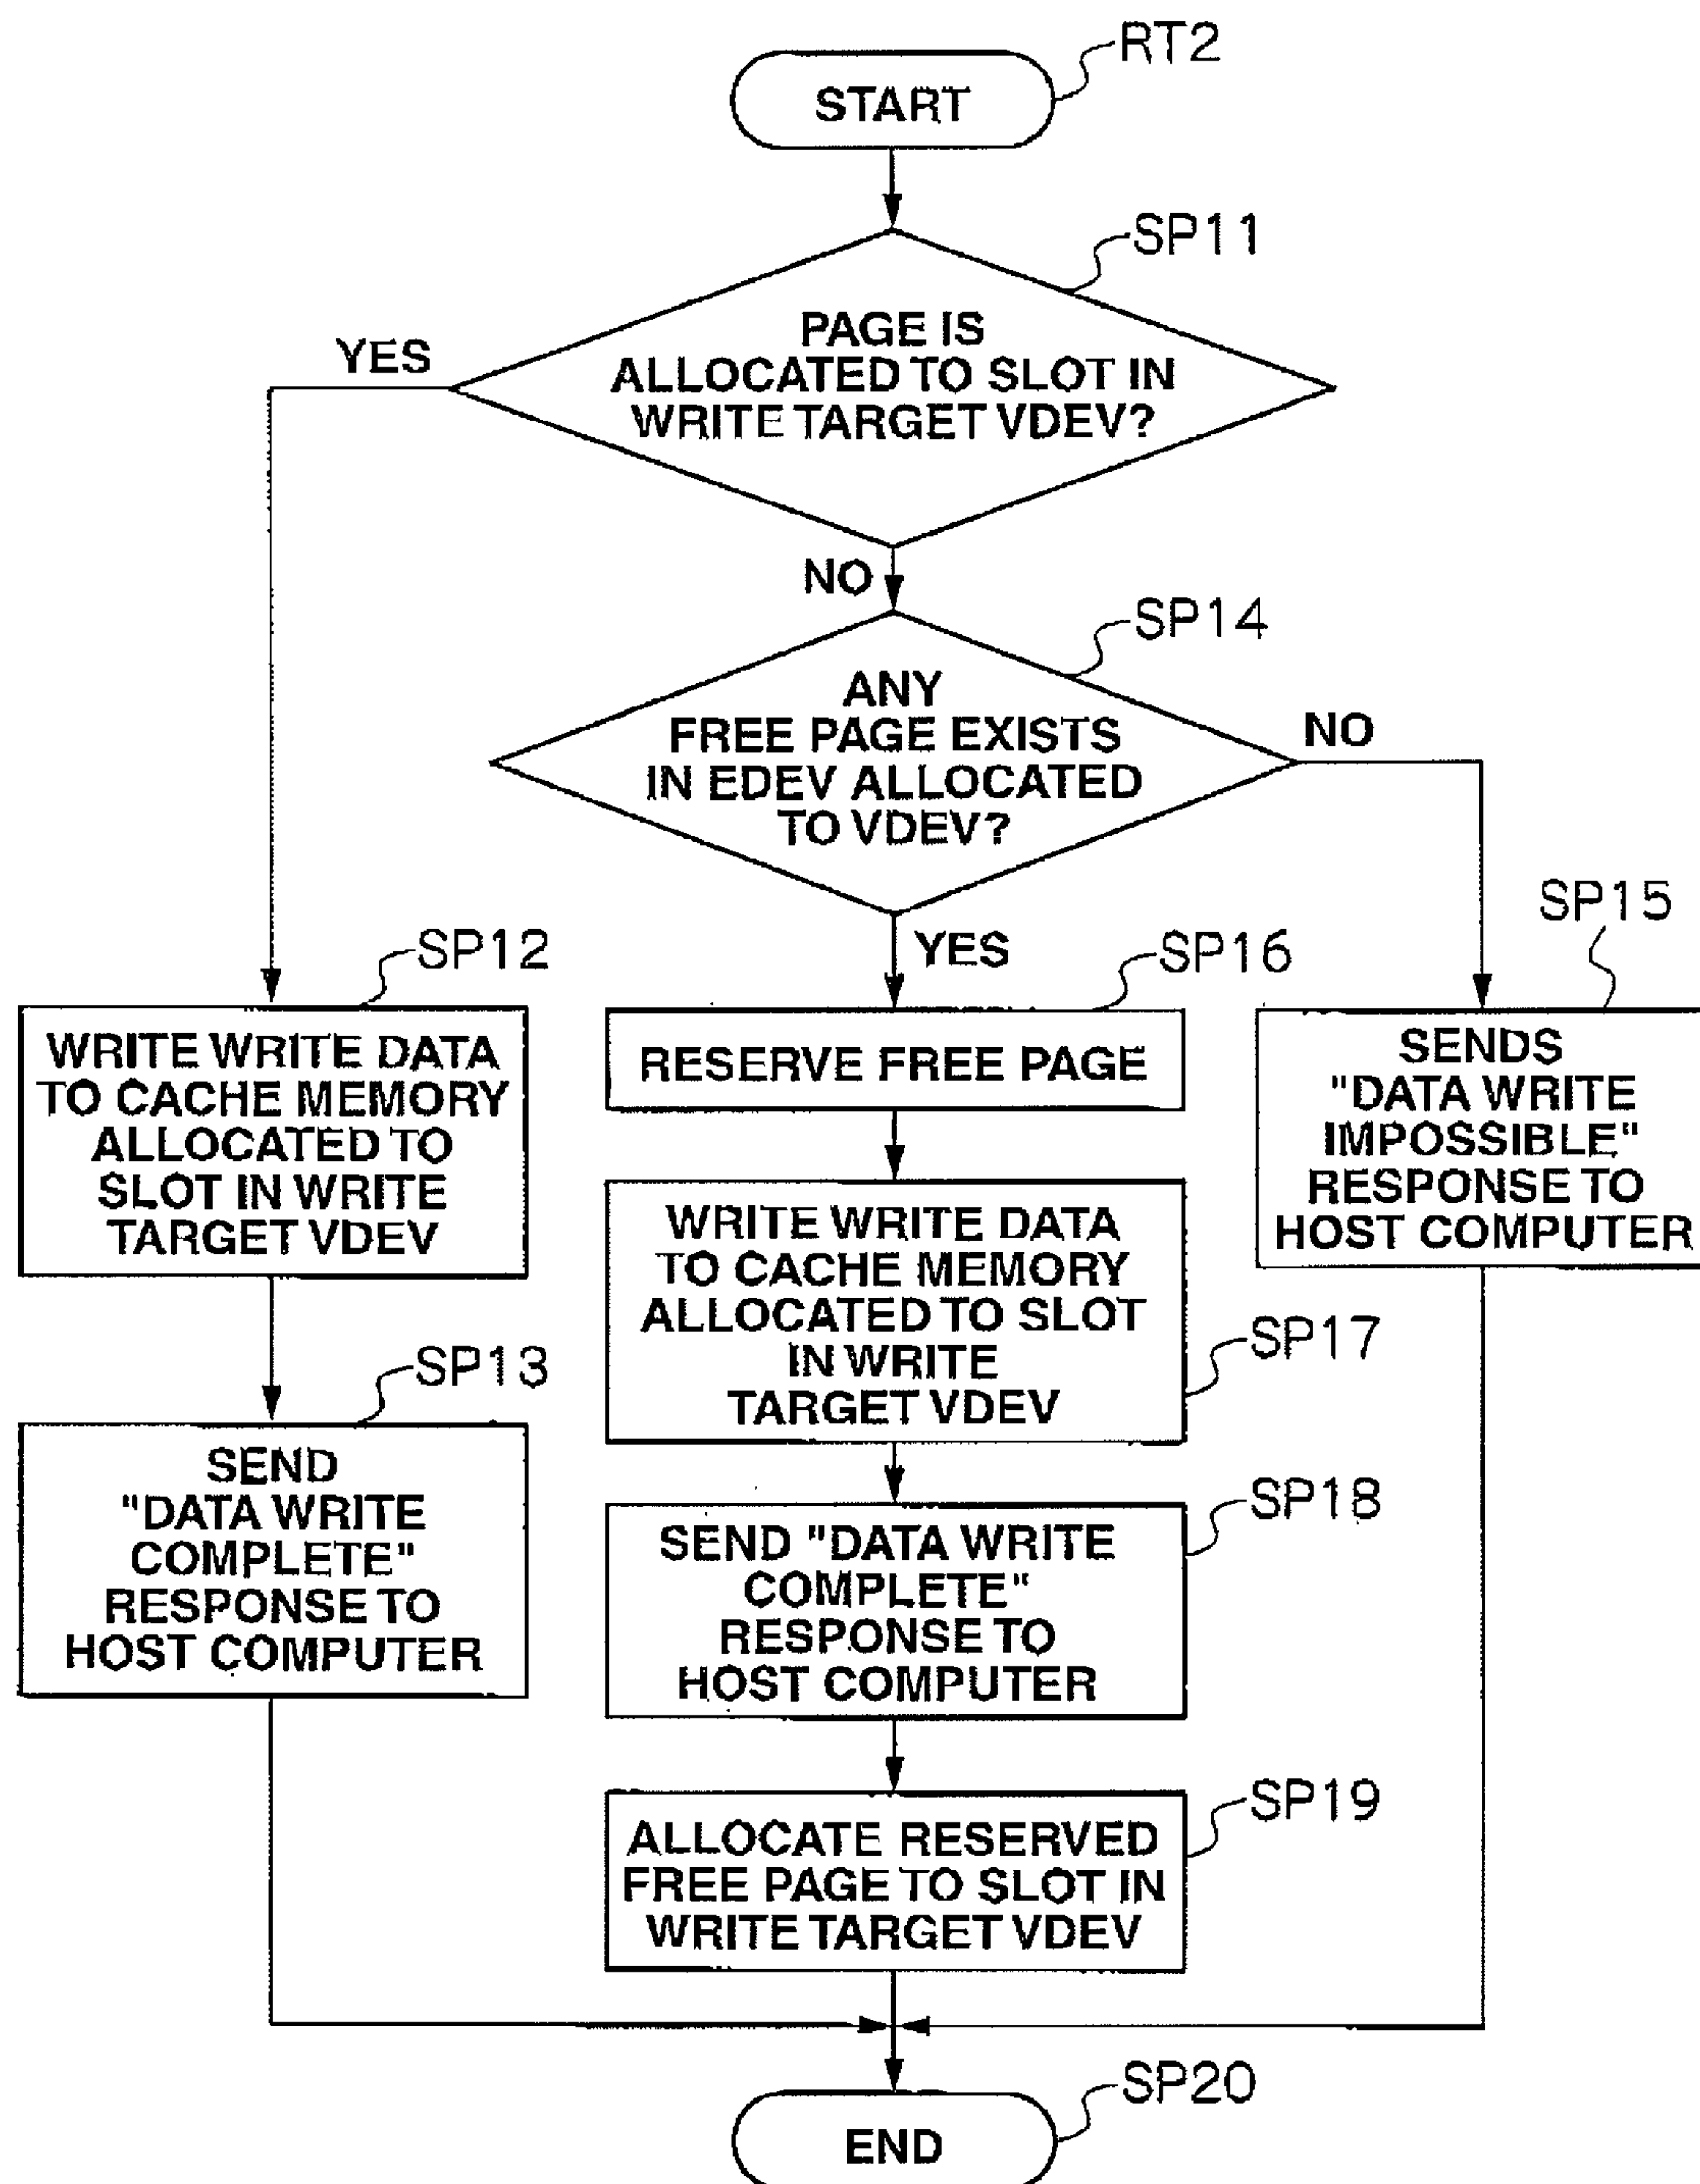 RT2
START
SP11
PAGE IS
ALLOCATED TO SLOT IN
WRITE TARGET VDEV?
YES
NO
SP14
ANY
FREE PAGE EXISTS
IN EDEV ALLOCATED
TO VDEV?
NO
YES
SP12
WRITE WRITE DATA
TO CACHE MEMORY
ALLOCATED TO
SLOT IN WRITE
TARGET VDEV
SP13
SEND
"DATA WRITE
COMPLETE"
RESPONSE TO
HOST COMPUTER
SP16
RESERVE FREE PAGE
WRITE WRITE DATA
TO CACHE MEMORY
ALLOCATED TO SLOT
IN WRITE
TARGET VDEV
SP17
SEND "DATA WRITE
COMPLETE"
RESPONSE TO
HOST COMPUTER
SP18
ALLOCATE RESERVED
FREE PAGE TO SLOT IN
WRITE TARGET VDEV
SP19
SP15
SENDS
"DATA WRITE
IMPOSSIBLE"
RESPONSE TO
HOST COMPUTER
SP20
END